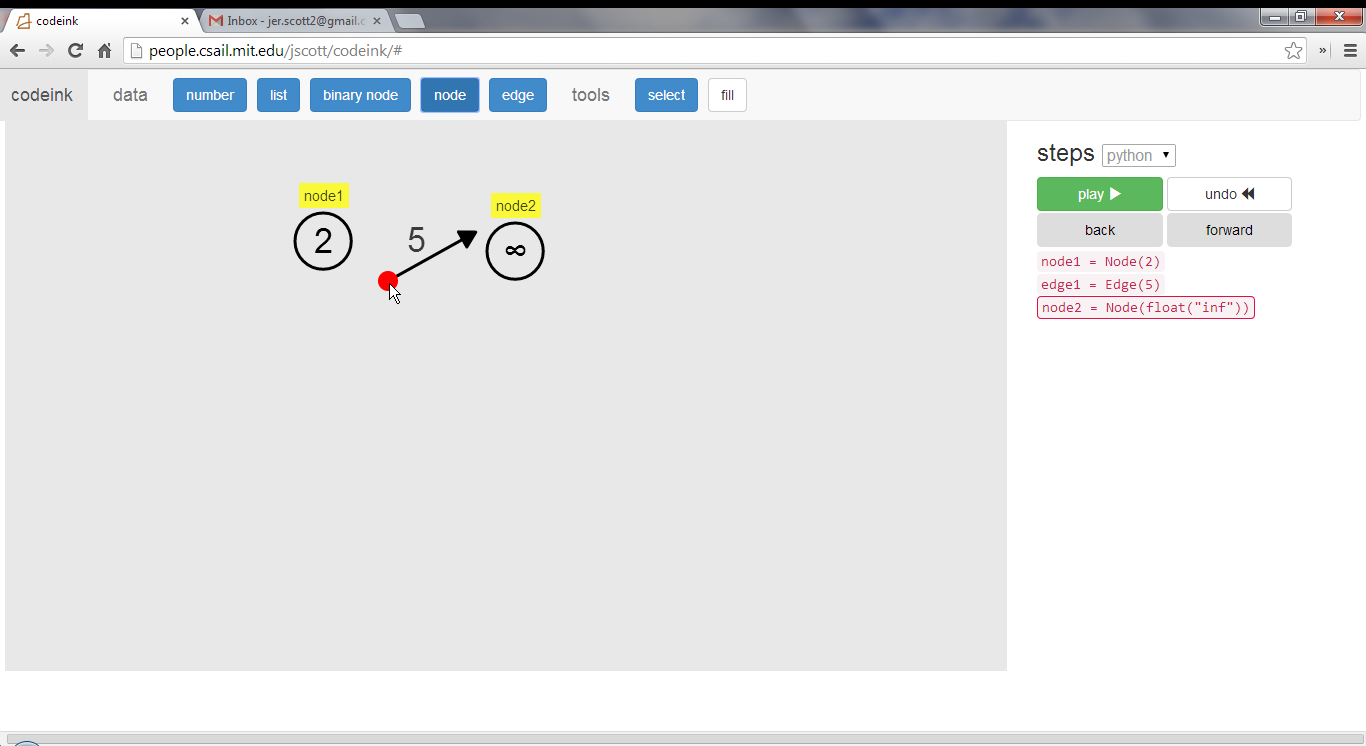 codeink
Inbox - jer.scott2@gmail.c
people.csail.mit.edu/jscott/codeink/#
codeink data number list binary node node edge tools select fill
steps python
play undo
back forward
node1 = Node(2)
edge1 = Edge(5)
node2 = Node(float("inf"))
node1
node2
2
5
∞